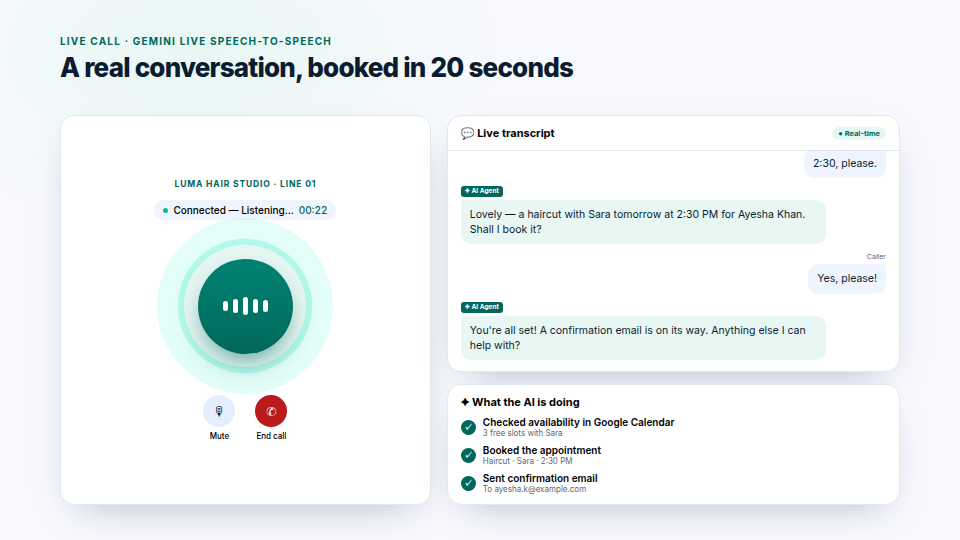 LIVE CALL · GEMINI LIVE SPEECH-TO-SPEECH
A real conversation, booked in 20 seconds
LUMA HAIR STUDIO · LINE 01
Connected — Listening... 00:22
Mute
End call
💬 Live transcript
● Real-time
2:30, please.
✦ AI Agent
Lovely — a haircut with Sara tomorrow at 2:30 PM for Ayesha Khan.
Shall I book it?
Caller
Yes, please!
✦ AI Agent
You're all set! A confirmation email is on its way. Anything else I can
help with?
✦ What the AI is doing
✓ Checked availability in Google Calendar
3 free slots with Sara
✓ Booked the appointment
Haircut · Sara · 2:30 PM
✓ Sent confirmation email
To ayesha.k@example.com